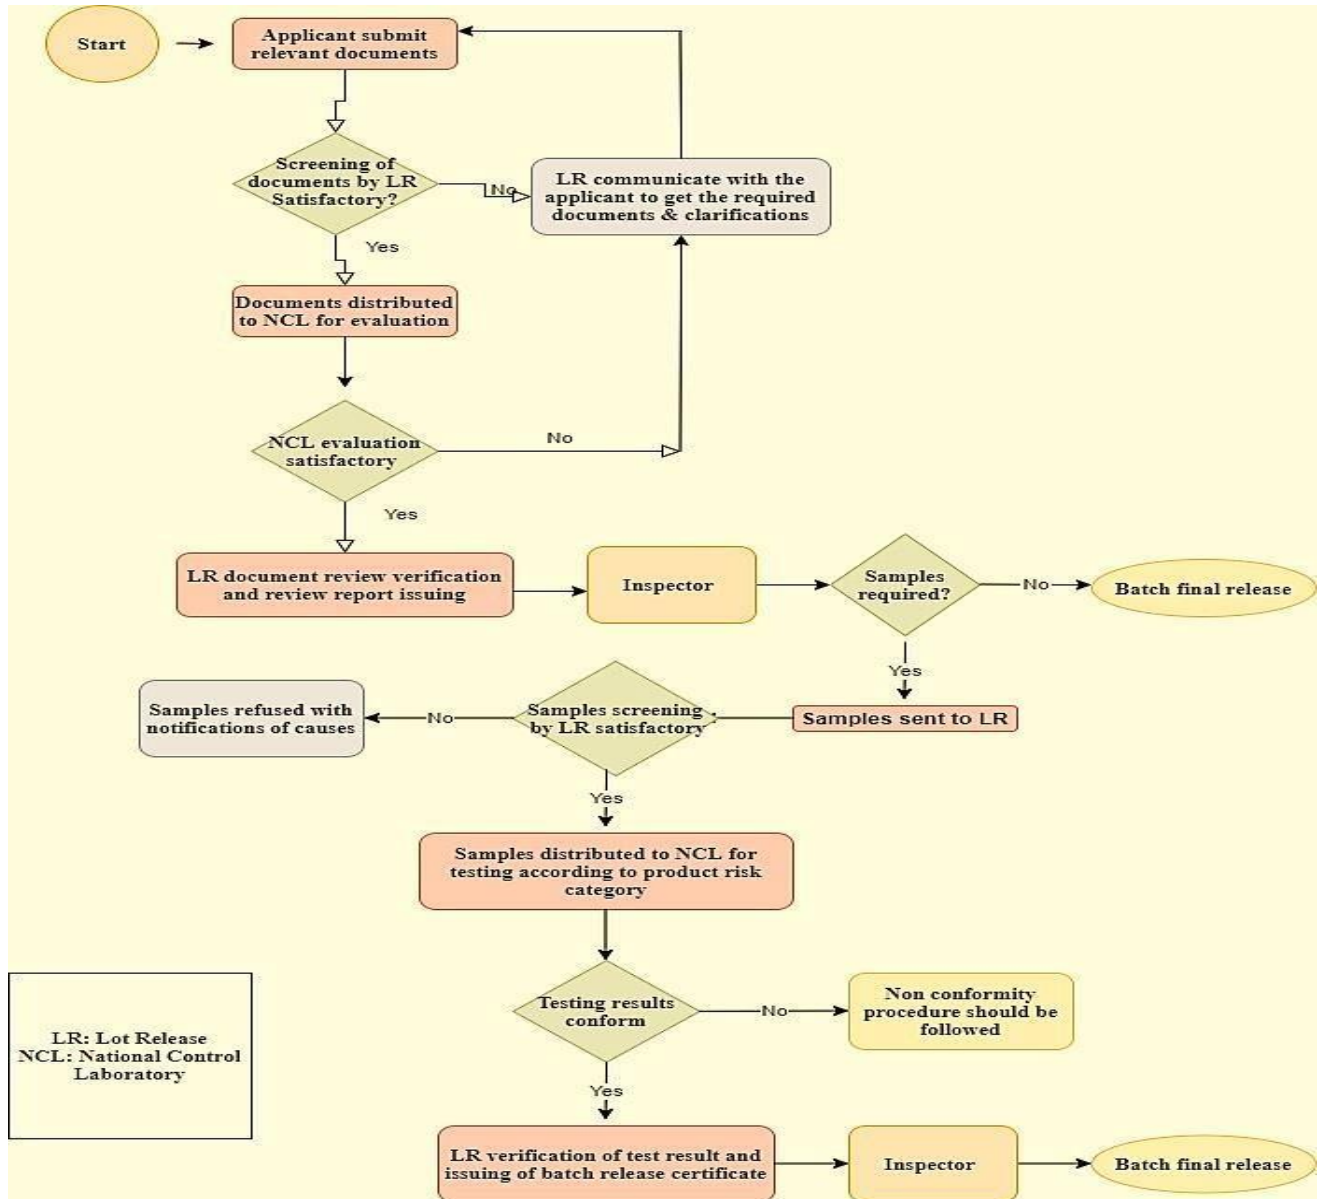 Start
Applicant submit
relevant documents
Screening of
documents by LR
Satisfactory?
No
LR communicate with the
applicant to get the required
documents & clarifications
Yes
Documents distributed
to NCL for evaluation
NCL evaluation
satisfactory
No
Yes
LR document review verification
and review report issuing
Inspector
Samples
required?
No
Batch final release
Yes
Samples sent to LR
Samples screening
by LR satisfactory
No
Samples refused with
notifications of causes
Yes
Samples distributed to NCL for
testing according to product risk
category
Testing results
conform
No
Non conformity
procedure should be
followed
Yes
LR verification of test result and
issuing of batch release certificate
Inspector
Batch final release
LR: Lot Release
NCL: National Control
Laboratory